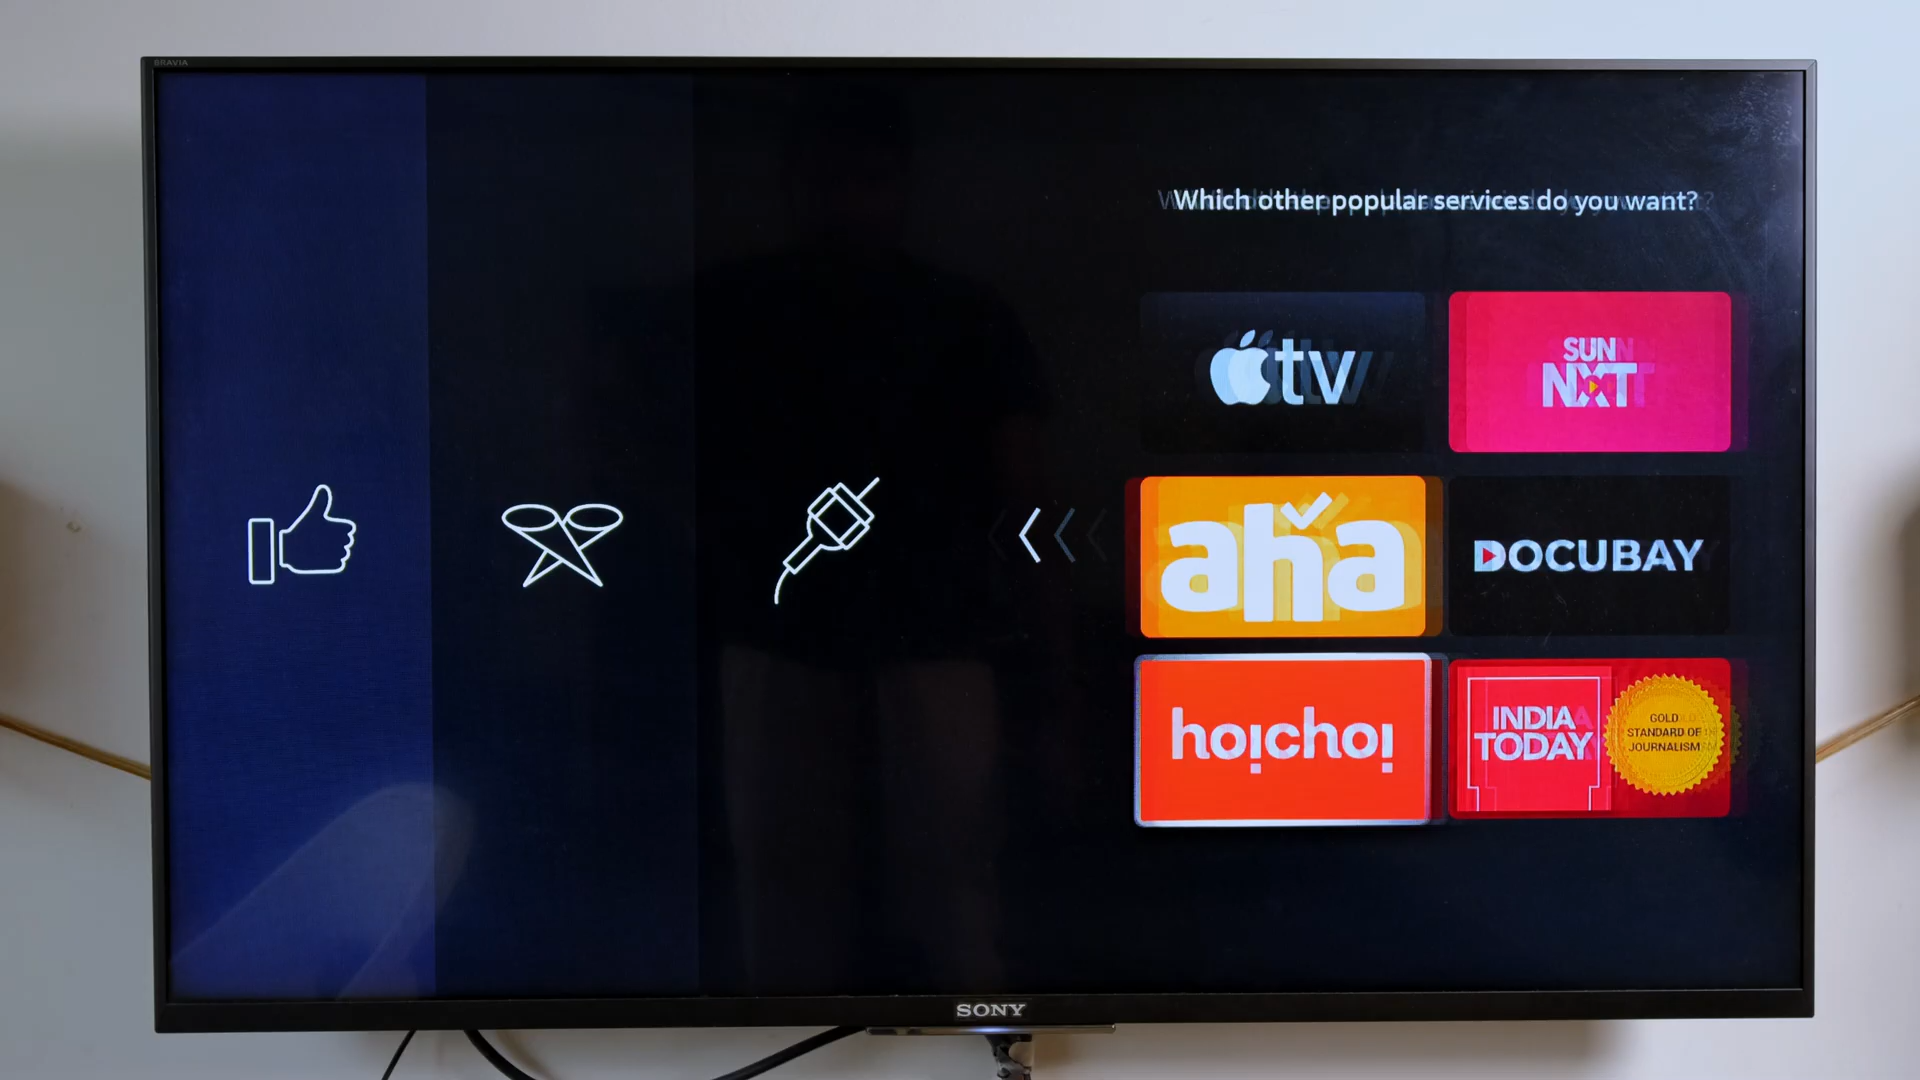 BRAVIA
Which other popular services do you want?
tv
SUN
NXT
aha
DOCUBAY
hoichoi
INDIA
TODAY
GOLD
STANDARD OF
JOURNALISM
SONY